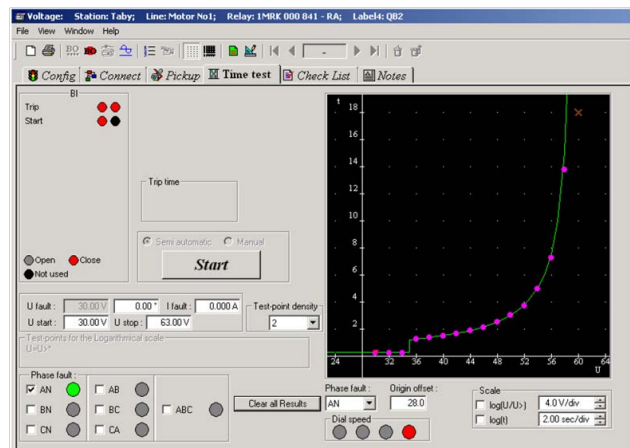 Voltage: Station: Taby; Line: Motor No1; Relay: 1MRK 000 841 - RA; Label4: QB2
File View Window Help
Config Connect Pickup Time test Check List Notes
BI
Trip
Start
Trip time
Semi automatic Manual
Start
Open Close
Not used
U fault : 30.00 V 0.00 ° I fault : 0.000 A
U start : 30.00 V U stop : 63.00 V
Test-point density
2
Test-points for the Logarithmical scale
Phase fault :
AN AB
BN BC ABC
CN CA
Clear all Results
t
18
16
14
12
10
8
6
4
2
24 28 32 36 40 44 48 52 56 60 64
U
Phase fault : Origin offset :
AN 28.0
Dial speed
Scale
log(U/U>) 4.0 V/div
log(t) 2.00 sec/div